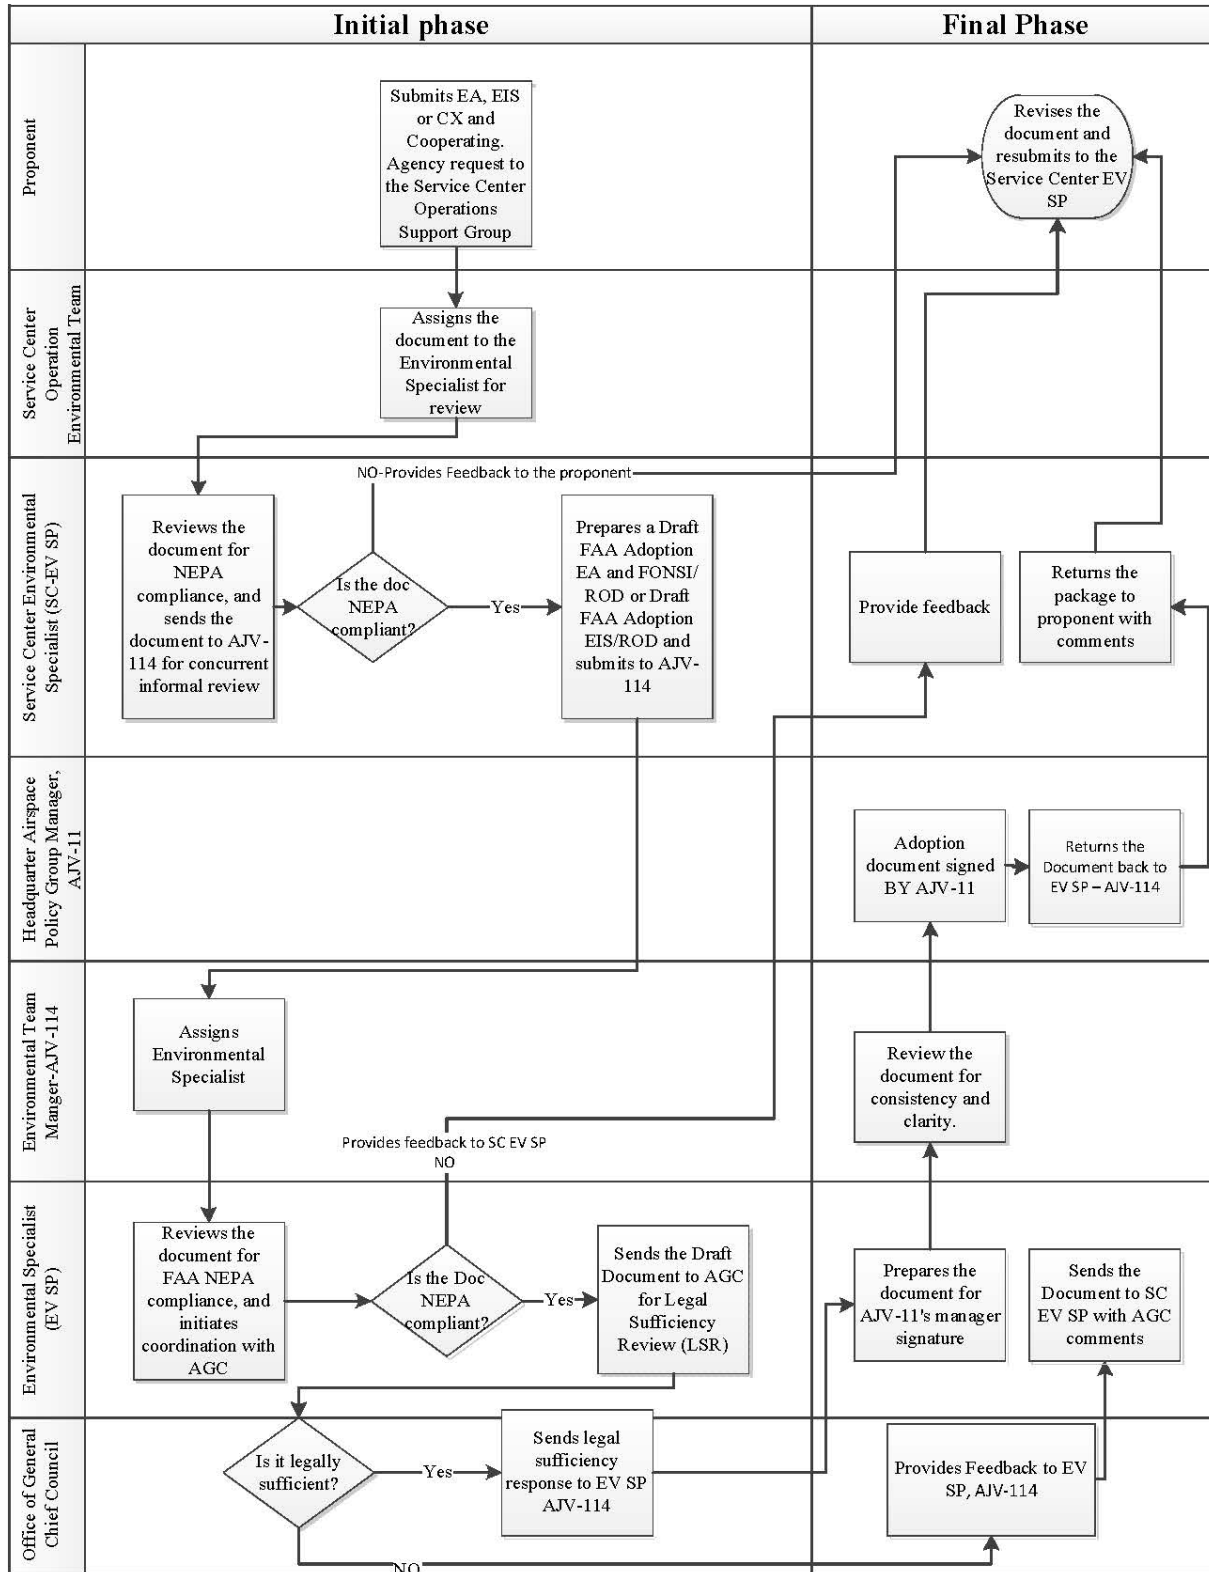 Initial phase
Final Phase
Proponent
Submits EA, EIS
or CX and
Cooperating.
Agency request to
the Service Center
Operations
Support Group
Revises the
document and
resubmits to the
Service Center EV
SP
Service Center
Operation
Environmental Team
Assigns the
document to the
Environmental
Specialist for
review
Service Center Environmental
Specialist (SC-EV SP)
NO-Provides Feedback to the proponent
Reviews the
document for
NEPA
compliance, and
sends the
document to AJV-
114 for concurrent
informal review
Is the doc
NEPA
compliant?
Yes
Prepares a Draft
FAA Adoption
EA and FONSI/
ROD or Draft
FAA Adoption
EIS/ROD and
submits to AJV-
114
Provide feedback
Returns the
package to
proponent with
comments
Headquarter Airspace
Policy Group Manager,
AJV-11
Adoption
document signed
BY AJV-11
Returns the
Document back to
EV SP – AJV-114
Environmental Team
Manger-AJV-114
Assigns
Environmental
Specialist
Provides feedback to SC EV SP
NO
Review the
document for
consistency and
clarity.
Environmental Specialist
(EV SP)
Reviews the
document for
FAA NEPA
compliance, and
initiates
coordination with
AGC
Is the Doc
NEPA
compliant?
Yes
Sends the Draft
Document to AGC
for Legal
Sufficiency
Review (LSR)
Prepares the
document for
AJV-11's manager
signature
Sends the
Document to SC
EV SP with AGC
comments
Office of General
Chief Council
Is it legally
sufficient?
Yes
Sends legal
sufficiency
response to EV SP
AJV-114
Provides Feedback to EV
SP, AJV-114
NO